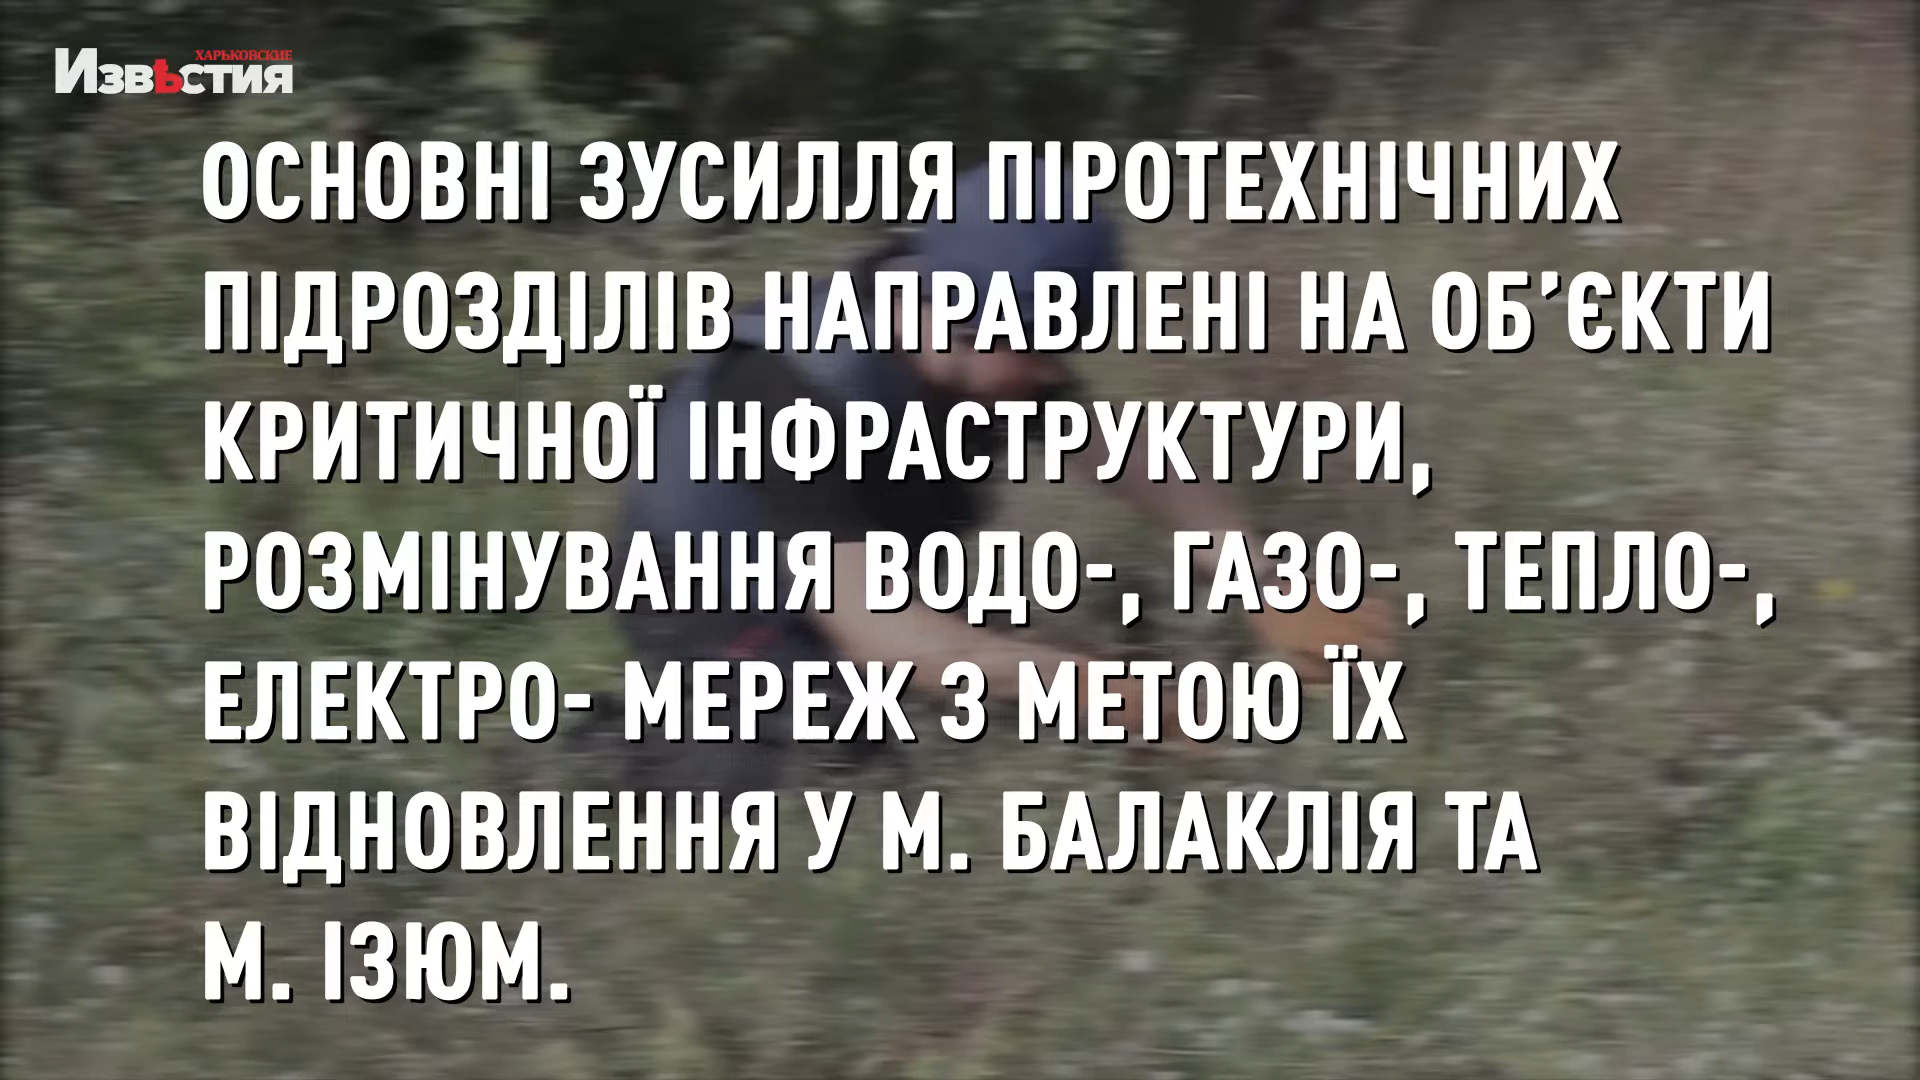 ХАРЬКОВСКИЕ
ИЗВѢСТИЯ
ОСНОВНІ ЗУСИЛЛЯ ПІРОТЕХНІЧНИХ
ПІДРОЗДІЛІВ НАПРАВЛЕНІ НА ОБ’ЄКТИ
КРИТИЧНОЇ ІНФРАСТРУКТУРИ,
РОЗМІНУВАННЯ ВОДО-, ГАЗО-, ТЕПЛО-,
ЕЛЕКТРО- МЕРЕЖ З МЕТОЮ ЇХ
ВІДНОВЛЕННЯ У М. БАЛАКЛІЯ ТА
М. ІЗЮМ.